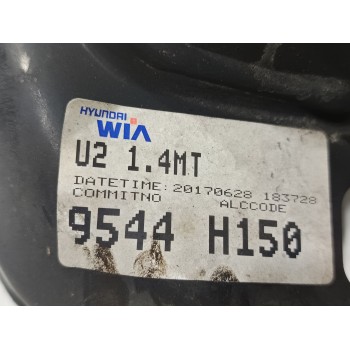 HYUNDAI
WIA
U2 1.4MT
DATETIME:20170628 183728
COMMITNO ALCCODE
9544 H150